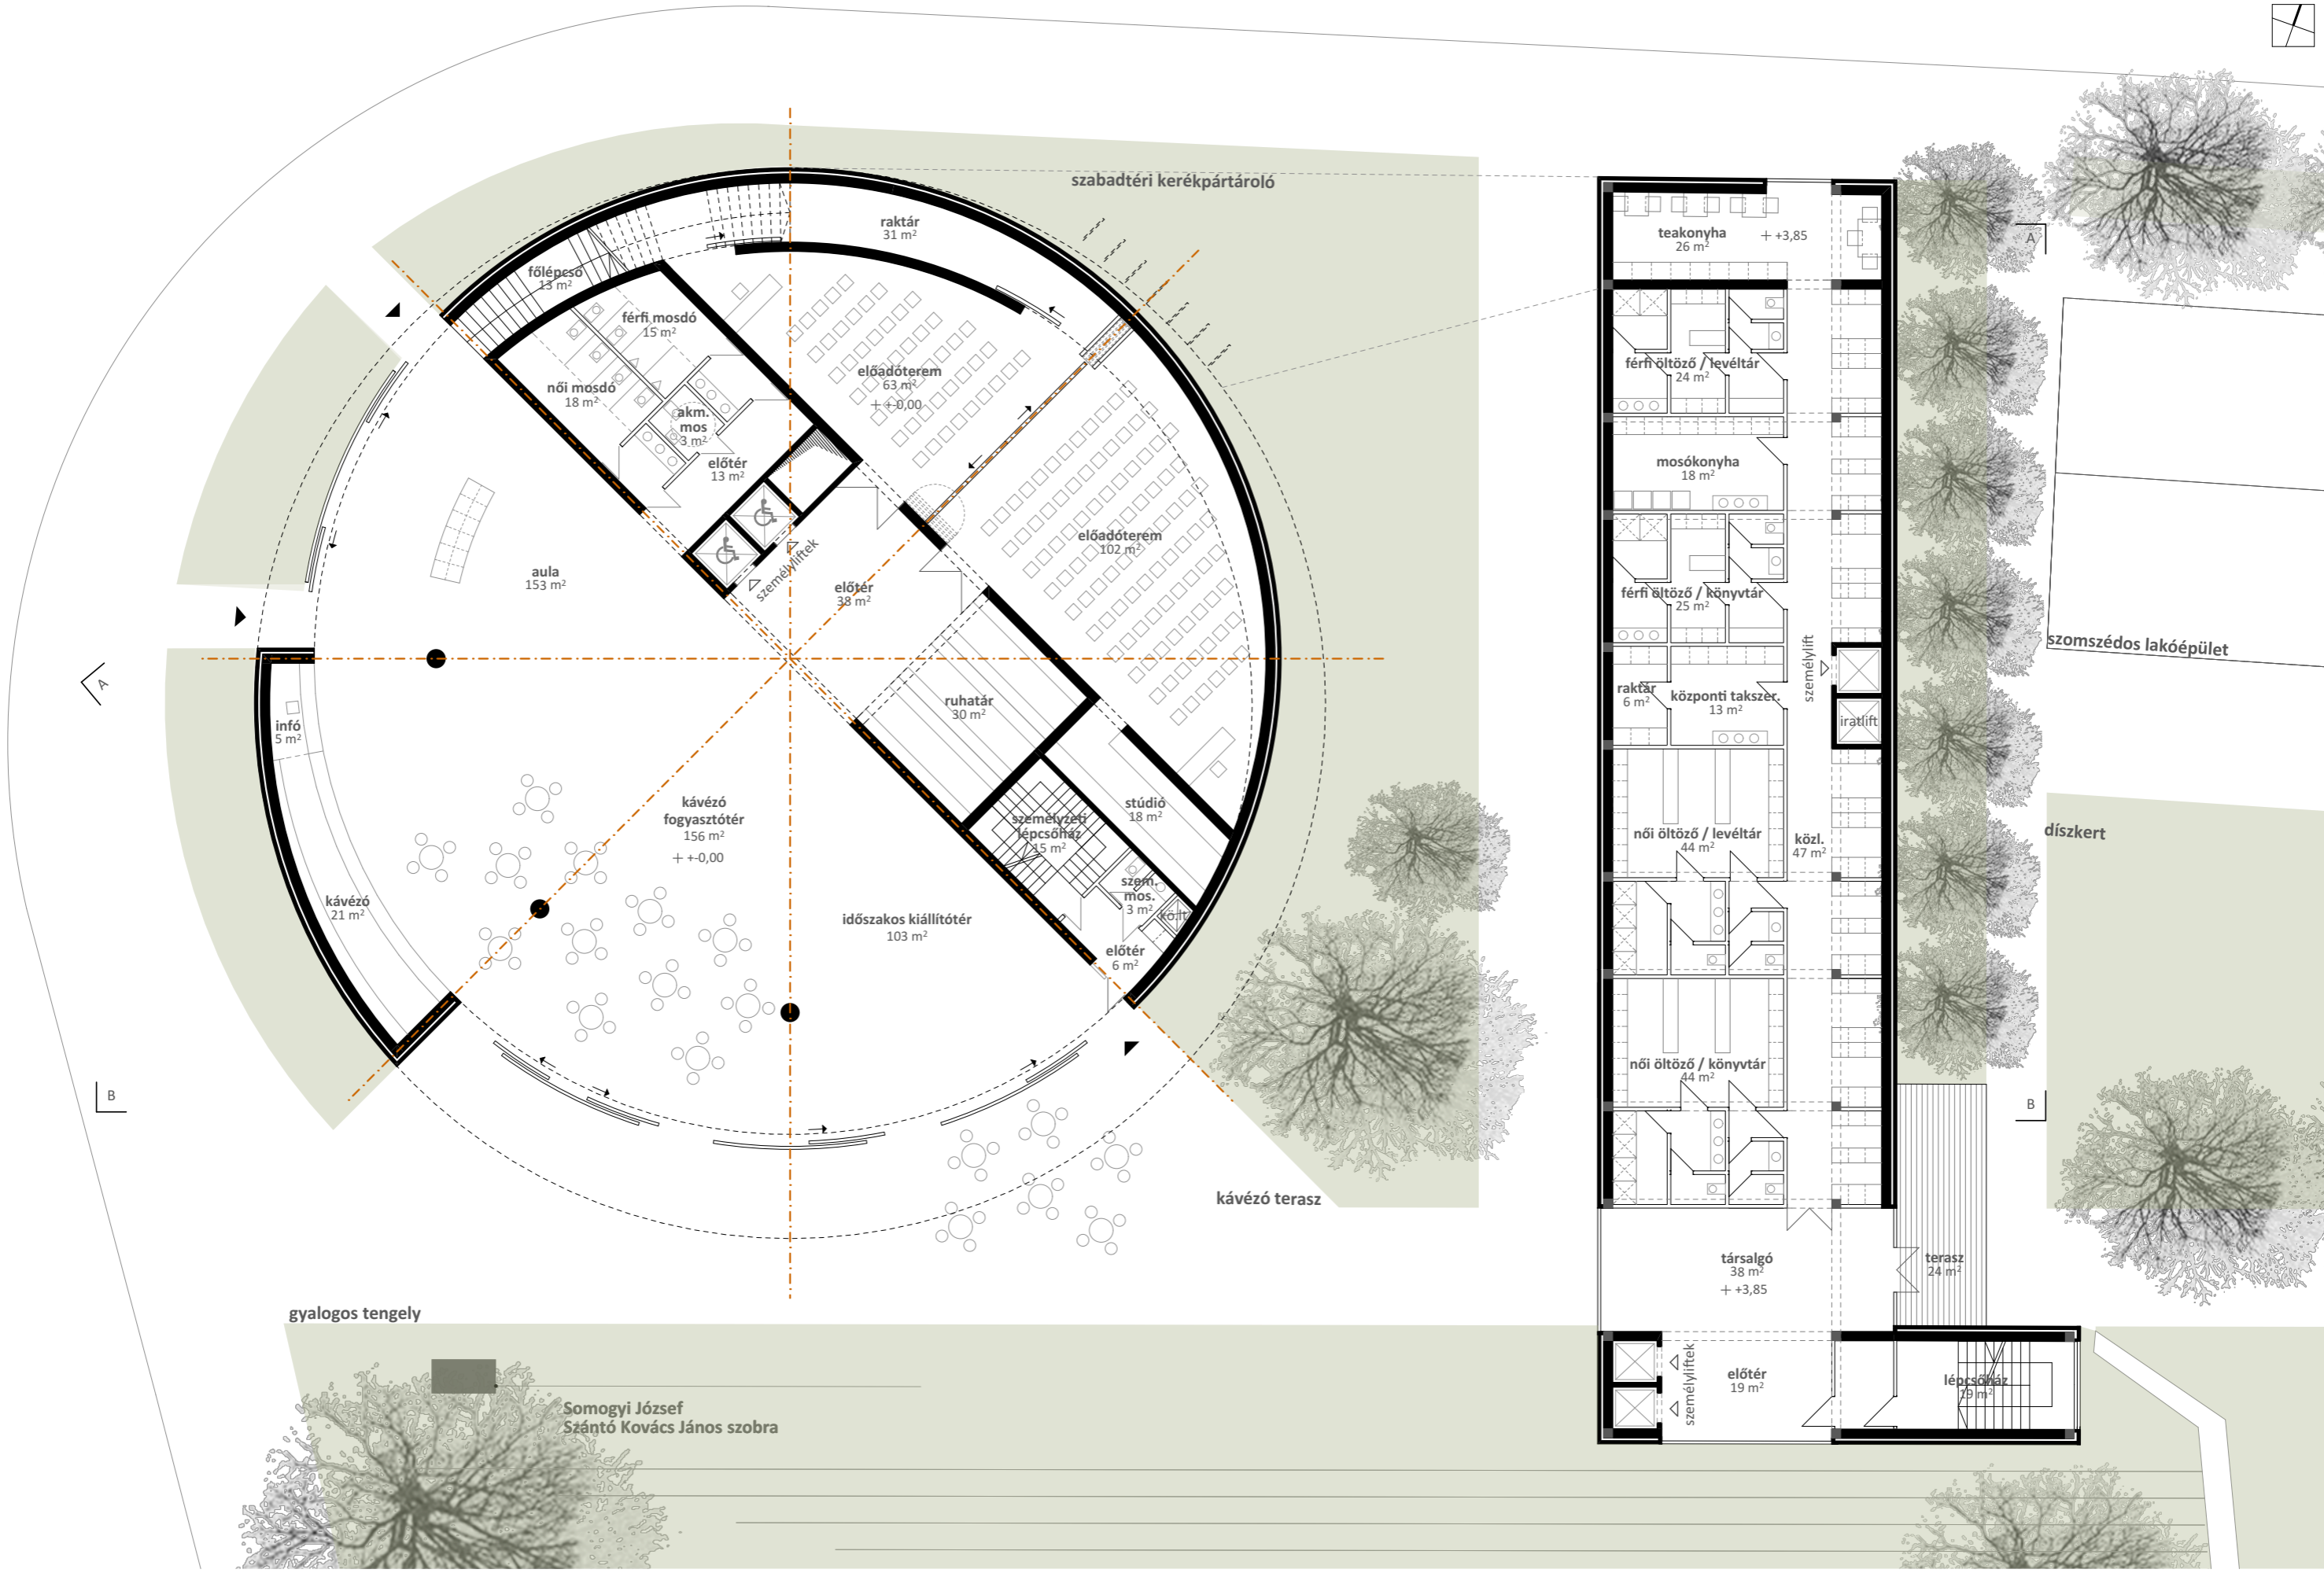 szabadtéri kerékpártároló
raktár
31 m²
főlépcső
13 m²
férfi mosdó
15 m²
női mosdó
18 m²
akm.
mos
3 m²
előtér
13 m²
előadóterem
63 m²
+-0,00
előadóterem
102 m²
személyliftek
előtér
38 m²
aula
153 m²
ruhatár
30 m²
infó
5 m²
kávézó
fogyasztótér
156 m²
+-0,00
stúdió
18 m²
személyzeti
lépcsőház
15 m²
szem.
mos.
3 m²
előtér
6 m²
kávézó
21 m²
időszakos kiállítótér
103 m²
kávézó terasz
A
B
gyalogos tengely
Somogyi József
Szántó Kovács János szobra
teakonyha
26 m²
+3,85
férfi öltöző / levéltár
24 m²
mosókonyha
18 m²
férfi öltöző / könyvtár
25 m²
személylift
raktár
6 m²
központi takszer.
13 m²
iratlift
női öltöző / levéltár
44 m²
közl.
47 m²
női öltöző / könyvtár
44 m²
társalgó
38 m²
+3,85
terasz
24 m²
személyliftek
előtér
19 m²
lépcsőház
19 m²
A
szomszédos lakóépület
díszkert
B